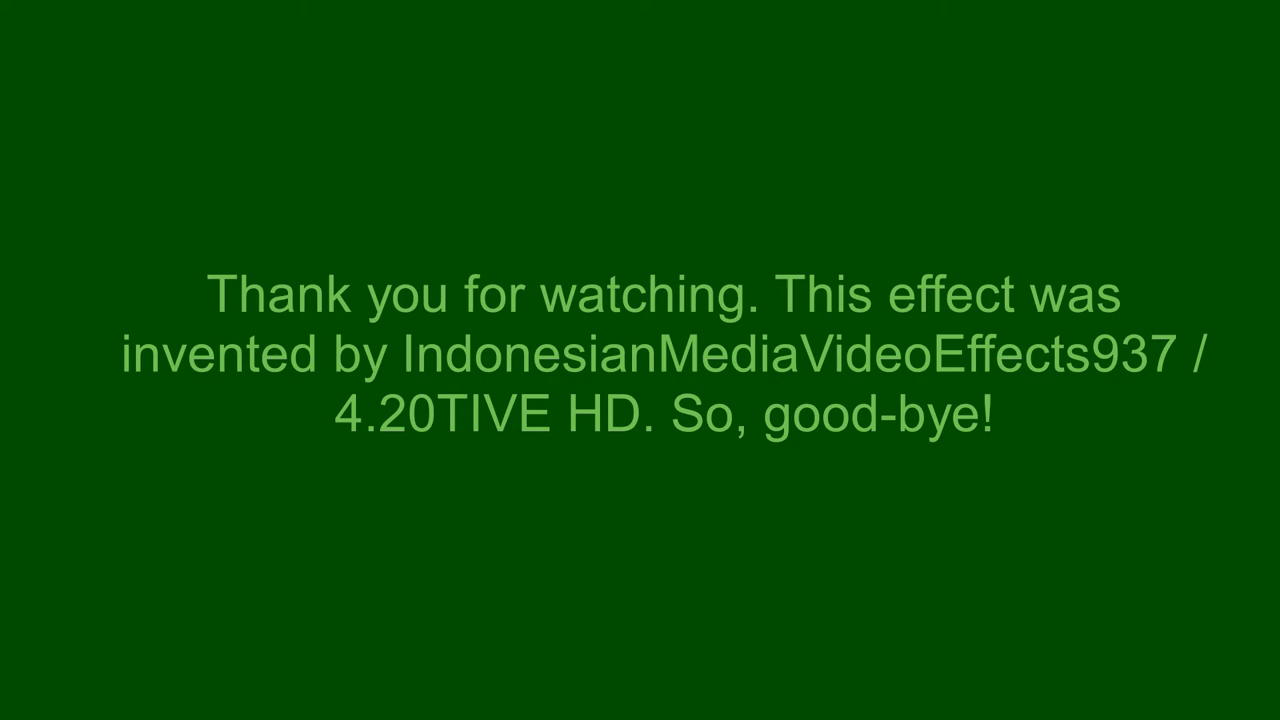 Thank you for watching. This effect was
invented by IndonesianMediaVideoEffects937 /
4.20TIVE HD. So, good-bye!